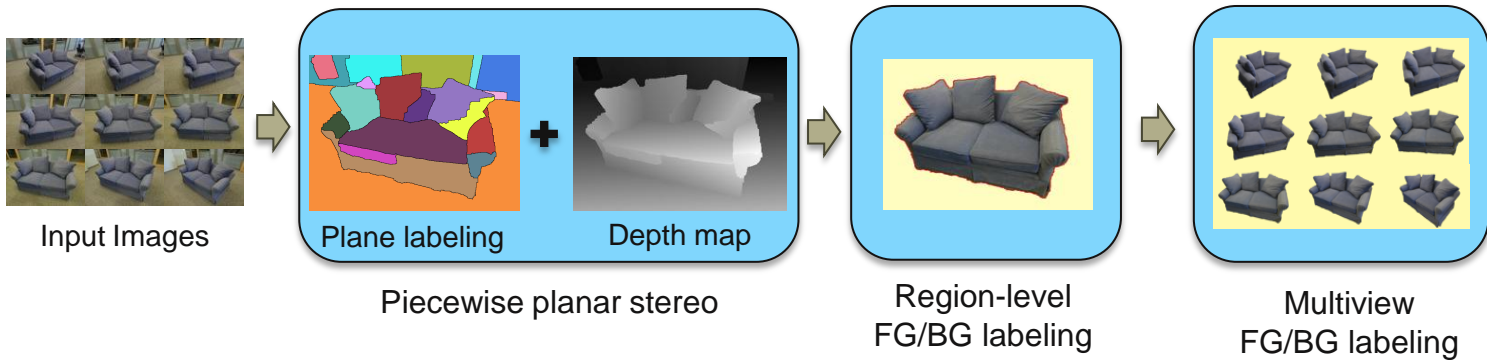 Input Images
Plane labeling
Depth map
Piecewise planar stereo
Region-level
FG/BG labeling
Multiview
FG/BG labeling